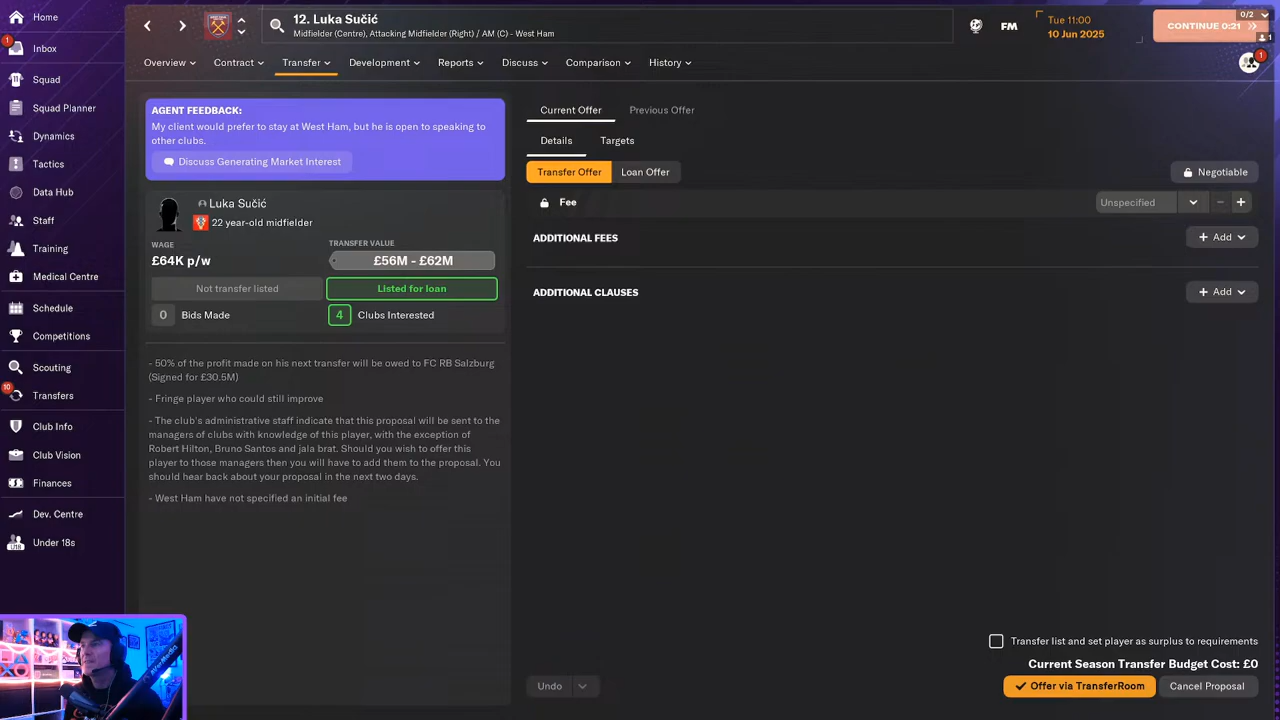 Home
Inbox
Squad
Squad Planner
Dynamics
Tactics
Data Hub
Staff
Training
Medical Centre
Schedule
Competitions
Scouting
10
Transfers
Club Info
Club Vision
Finances
Dev. Centre
Under 18s
12. Luka Sučić
Midfielder (Centre), Attacking Midfielder (Right) / AM (C) - West Ham
FM
Tue 11:00
10 Jun 2025
0/2
CONTINUE 0:21
1
Overview
Contract
Transfer
Development
Reports
Discuss
Comparison
History
1
AGENT FEEDBACK:
My client would prefer to stay at West Ham, but he is open to speaking to
other clubs.
Discuss Generating Market Interest
Luka Sučić
22 year-old midfielder
WAGE
£64K p/w
TRANSFER VALUE
£56M - £62M
Not transfer listed
Listed for loan
0 Bids Made
4 Clubs Interested
- 50% of the profit made on his next transfer will be owed to FC RB Salzburg
(Signed for £30.5M)
- Fringe player who could still improve
- The club's administrative staff indicate that this proposal will be sent to the
managers of clubs with knowledge of this player, with the exception of
Robert Hilton, Bruno Santos and jala brat. Should you wish to offer this
player to those managers then you will have to add them to the proposal. You
should hear back about your proposal in the next two days.
- West Ham have not specified an initial fee
Current Offer
Previous Offer
Details
Targets
Transfer Offer
Loan Offer
Negotiable
Fee
Unspecified
ADDITIONAL FEES
+ Add
ADDITIONAL CLAUSES
+ Add
Transfer list and set player as surplus to requirements
Current Season Transfer Budget Cost: £0
Undo
Offer via TransferRoom
Cancel Proposal